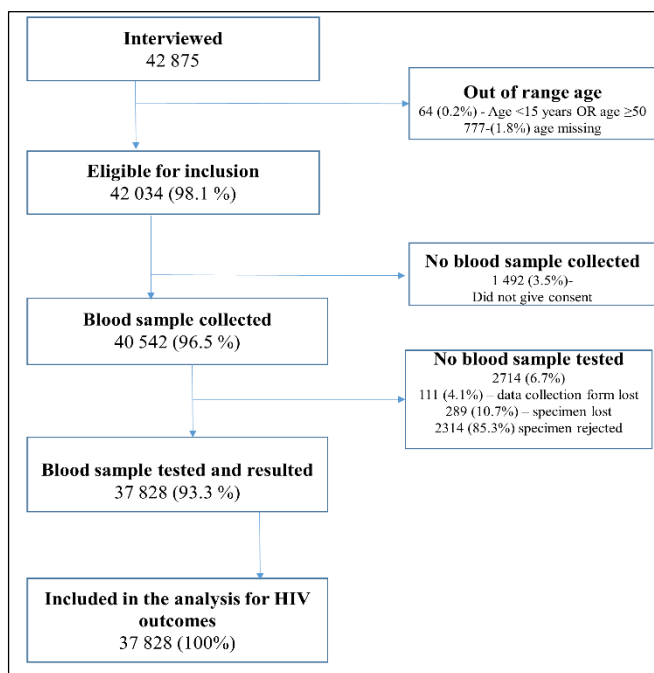 Interviewed
42 875
Out of range age
64 (0.2%) - Age <15 years OR age ≥50
777-(1.8%) age missing
Eligible for inclusion
42 034 (98.1 %)
No blood sample collected
1 492 (3.5%)-
Did not give consent
Blood sample collected
40 542 (96.5 %)
No blood sample tested
2714 (6.7%)
111 (4.1%) – data collection form lost
289 (10.7%) – specimen lost
2314 (85.3%) specimen rejected
Blood sample tested and resulted
37 828 (93.3 %)
Included in the analysis for HIV
outcomes
37 828 (100%)